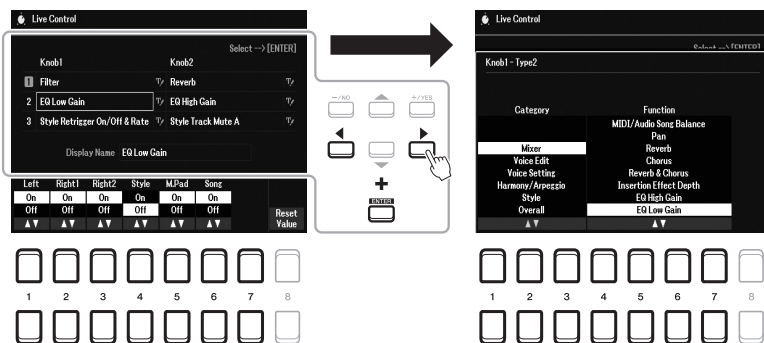 Live Control
Select --> [ENTER]
Knob1 Knob2
1 Filter Reverb
2 EQ Low Gain EQ High Gain
3 Style Retrigger On/Off & Rate Style Track Mute A
Display Name EQ Low Gain
Left Right1 Right2 Style M.Pad Song
On On On On On On
Off Off Off Off Off Off
Reset
Value
1 2 3 4 5 6 7 8
–/NO +/YES
+
ENTER
Live Control
Select --> [ENTER]
Knob1 - Type2
Category Function
MIDI/Audio Song Balance
Pan
Mixer Reverb
Voice Edit Chorus
Voice Setting Reverb & Chorus
Harmony/Arpeggio Insertion Effect Depth
Style EQ High Gain
Overall EQ Low Gain
1 2 3 4 5 6 7 8